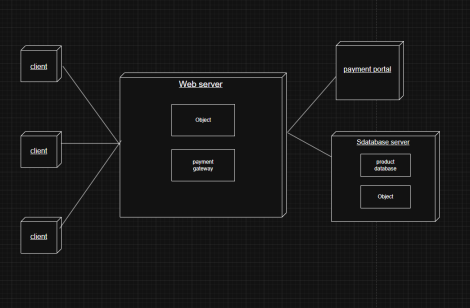 client
client
client
Web server
Object
payment
gateway
payment portal
Sdatabase server
product
database
Object